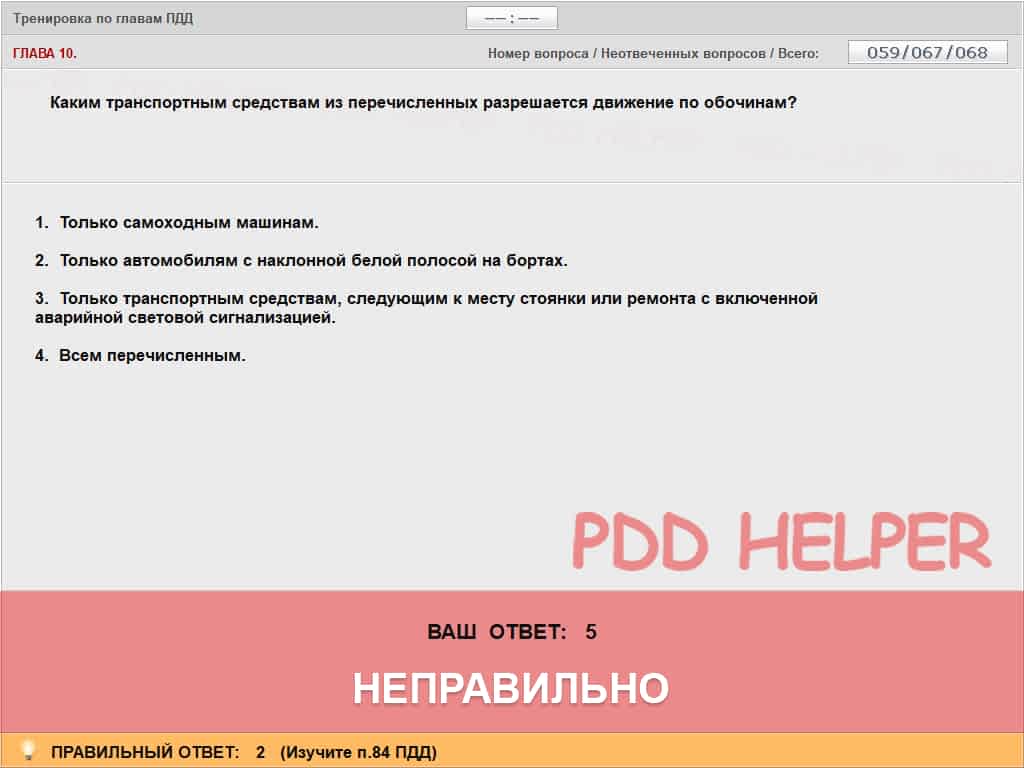 Тренировка по главам ПДД
–– : ––
ГЛАВА 10.
Номер вопроса / Неотвеченных вопросов / Всего:
059/067/068
Каким транспортным средствам из перечисленных разрешается движение по обочинам?
1. Только самоходным машинам.
2. Только автомобилям с наклонной белой полосой на бортах.
3. Только транспортным средствам, следующим к месту стоянки или ремонта с включенной
аварийной световой сигнализацией.
4. Всем перечисленным.
PDD HELPER
ВАШ ОТВЕТ: 5
НЕПРАВИЛЬНО
ПРАВИЛЬНЫЙ ОТВЕТ: 2 (Изучите п.84 ПДД)